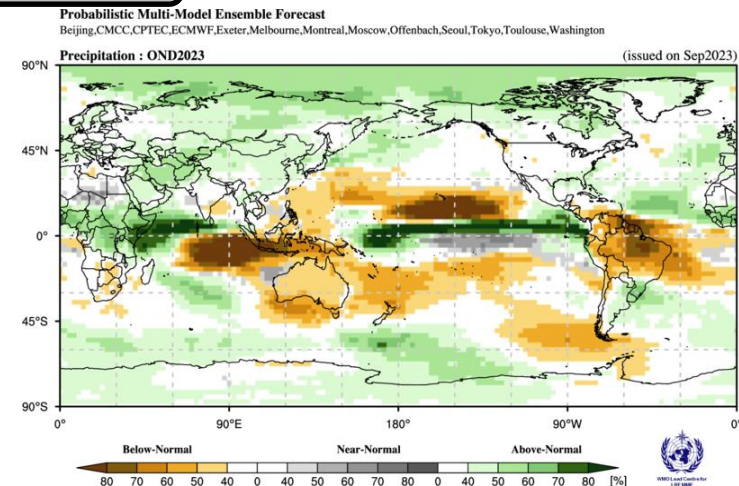 Probabilistic Multi-Model Ensemble Forecast
Beijing,CMCC,CPTEC,ECMWF,Exeter,Melbourne,Montreal,Moscow,Offenbach,Seoul,Tokyo,Toulouse,Washington
Precipitation : OND2023 (issued on Sep2023)
90°N
45°N
0°
45°S
90°S
0° 90°E 180° 90°W 0°
Below-Normal Near-Normal Above-Normal
80 70 60 50 40 0 40 50 60 70 80 0 40 50 60 70 80 [%]
WMO Lead Centre for
LRFMME